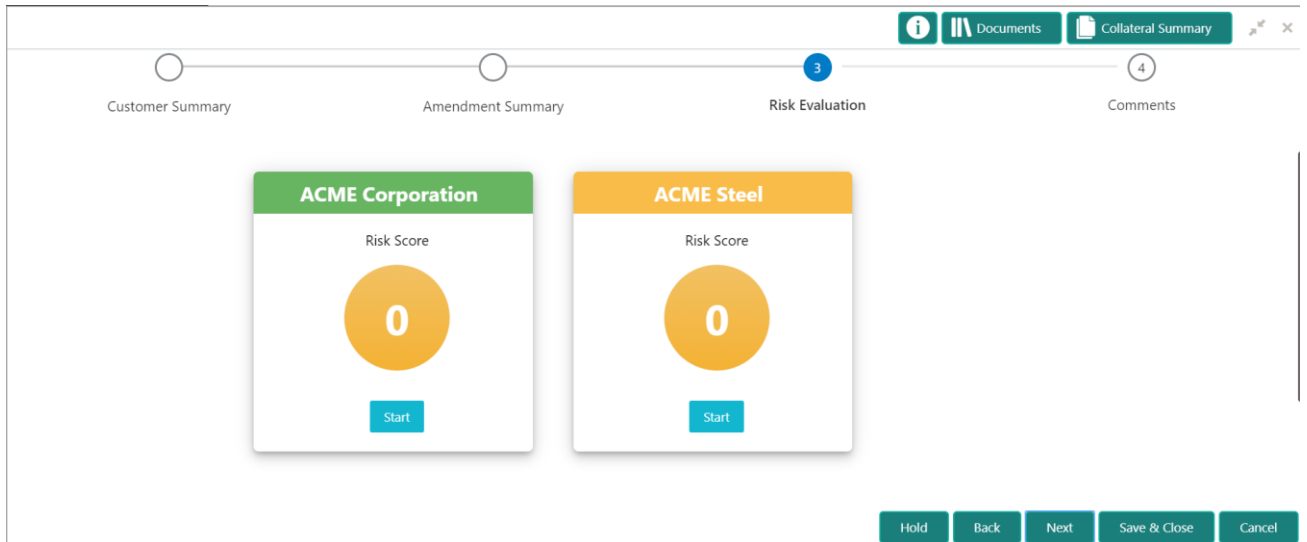 i Documents Collateral Summary
3 4
Customer Summary Amendment Summary Risk Evaluation Comments
ACME Corporation ACME Steel
Risk Score Risk Score
0 0
Start Start
Hold Back Next Save & Close Cancel